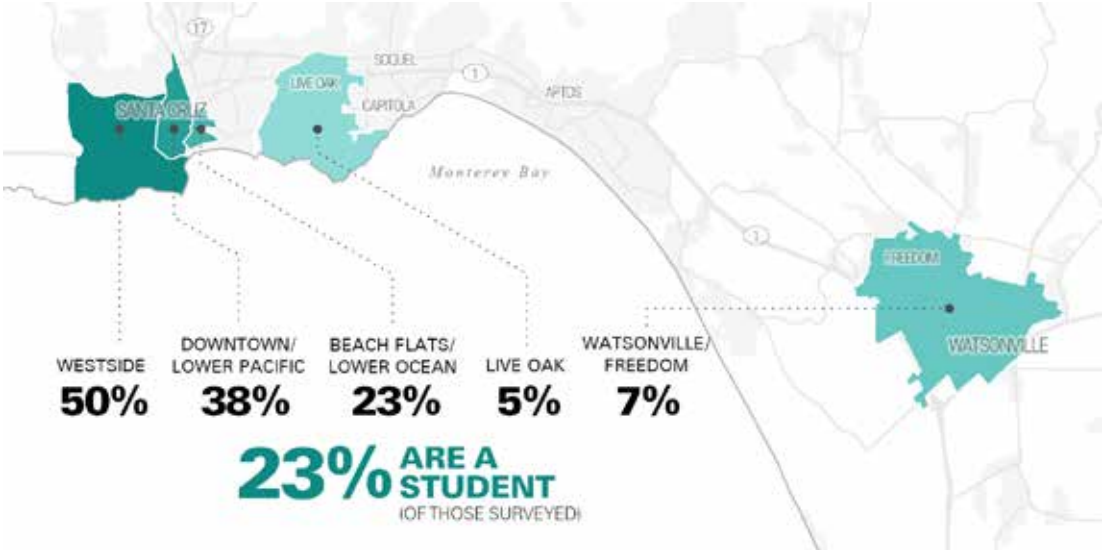 17
SOQUEL
LIVE OAK
1
SANTA CRUZ
CAPITOLA
APTOS
Monterey Bay
1
FREEDOM
WATSONVILLE
WESTSIDE
50%
DOWNTOWN/
LOWER PACIFIC
38%
BEACH FLATS/
LOWER OCEAN
23%
LIVE OAK
5%
WATSONVILLE/
FREEDOM
7%
23% ARE A
STUDENT
(OF THOSE SURVEYED)